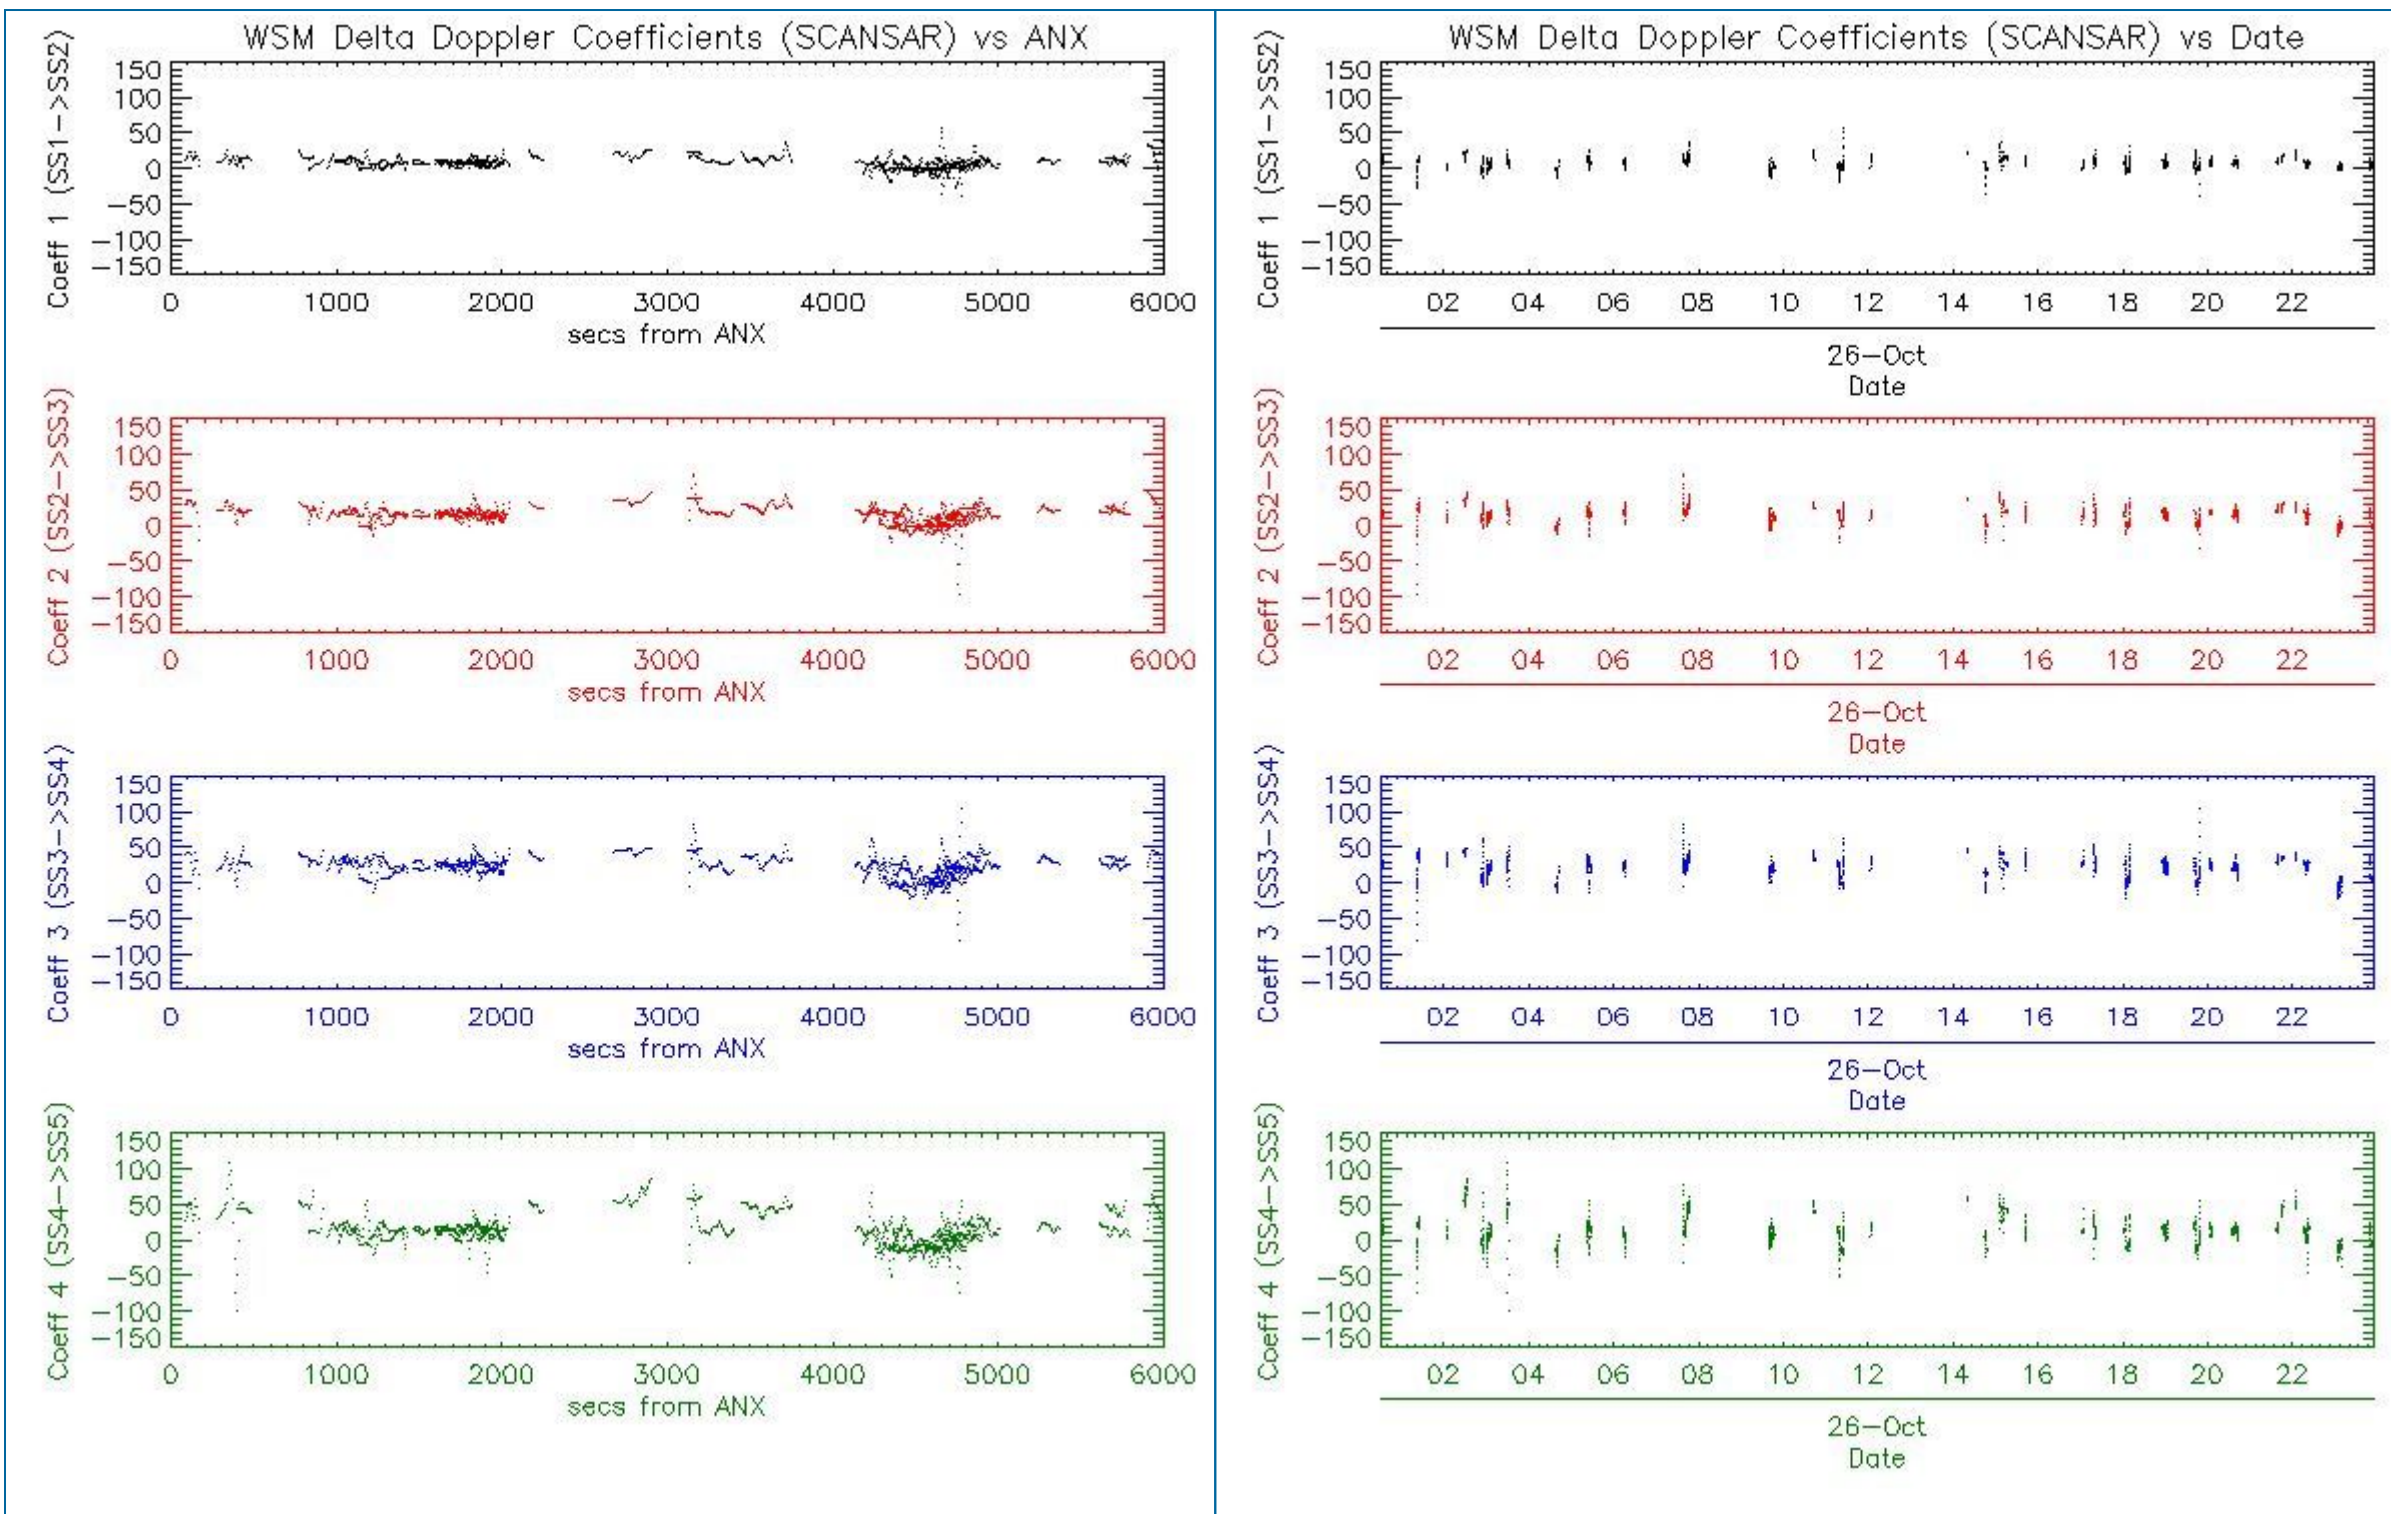 WSM Delta Doppler Coefficients (SCANSAR) vs ANX
Coeff 1 (SS1−>SS2)
150
100
50
0
−50
−100
−150
0 1000 2000 3000 4000 5000 6000
secs from ANX
Coeff 2 (SS2−>SS3)
150
100
50
0
−50
−100
−150
0 1000 2000 3000 4000 5000 6000
secs from ANX
Coeff 3 (SS3−>SS4)
150
100
50
0
−50
−100
−150
0 1000 2000 3000 4000 5000 6000
secs from ANX
Coeff 4 (SS4−>SS5)
150
100
50
0
−50
−100
−150
0 1000 2000 3000 4000 5000 6000
secs from ANX
WSM Delta Doppler Coefficients (SCANSAR) vs Date
Coeff 1 (SS1−>SS2)
150
100
50
0
−50
−100
−150
02 04 06 08 10 12 14 16 18 20 22
26−Oct
Date
Coeff 2 (SS2−>SS3)
150
100
50
0
−50
−100
−150
02 04 06 08 10 12 14 16 18 20 22
26−Oct
Date
Coeff 3 (SS3−>SS4)
150
100
50
0
−50
−100
−150
02 04 06 08 10 12 14 16 18 20 22
26−Oct
Date
Coeff 4 (SS4−>SS5)
150
100
50
0
−50
−100
−150
02 04 06 08 10 12 14 16 18 20 22
26−Oct
Date